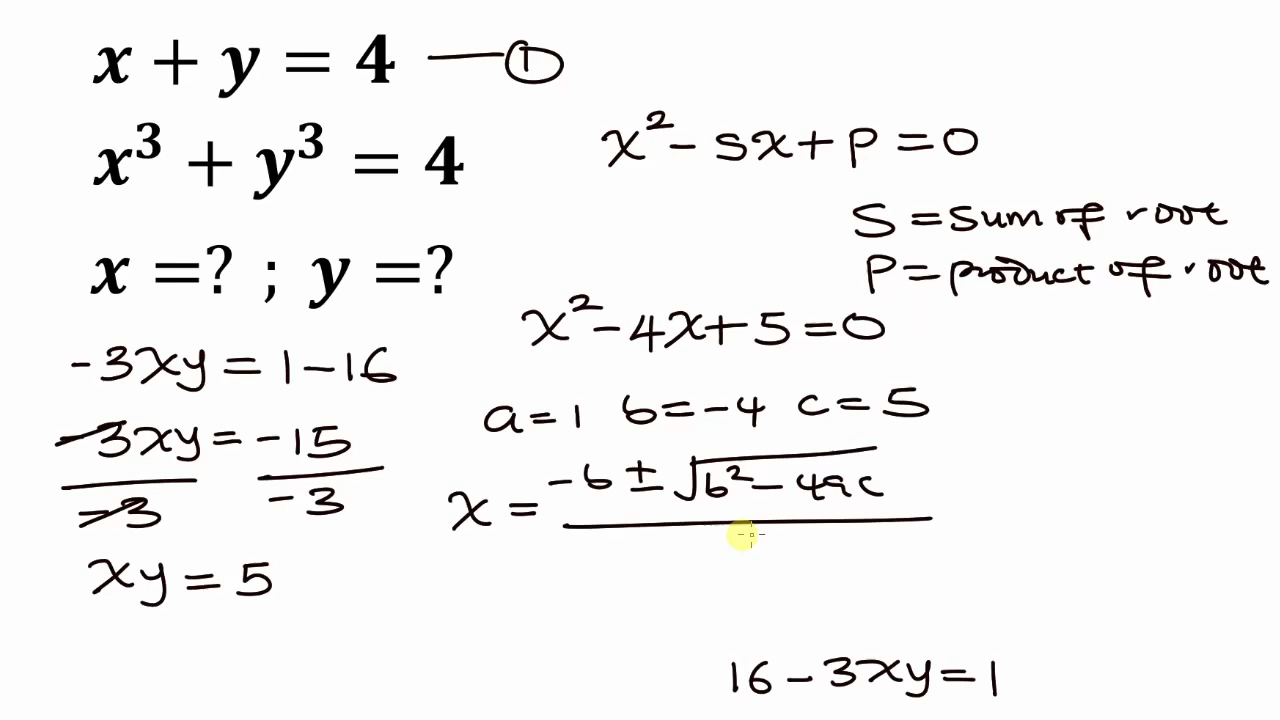 x + y = 4 —①
x³ + y³ = 4
x =? ; y =?
-3xy = 1 - 16
-3xy = -15
-3 -3
xy = 5
x² - Sx + P = 0
S = Sum of root
P = product of root
x² - 4x + 5 = 0
a = 1 b = -4 c = 5
x = -b ± √b² - 4ac
16 - 3xy = 1